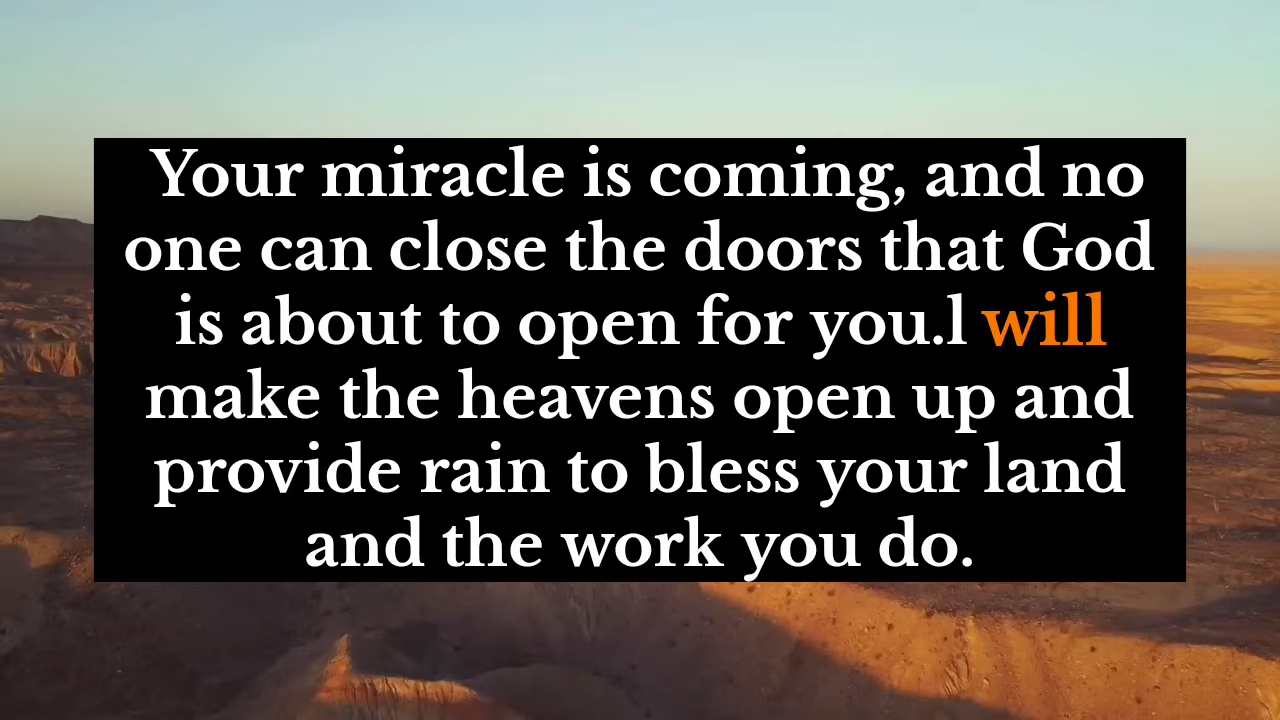 Your miracle is coming, and no
one can close the doors that God
is about to open for you.l will
make the heavens open up and
provide rain to bless your land
and the work you do.